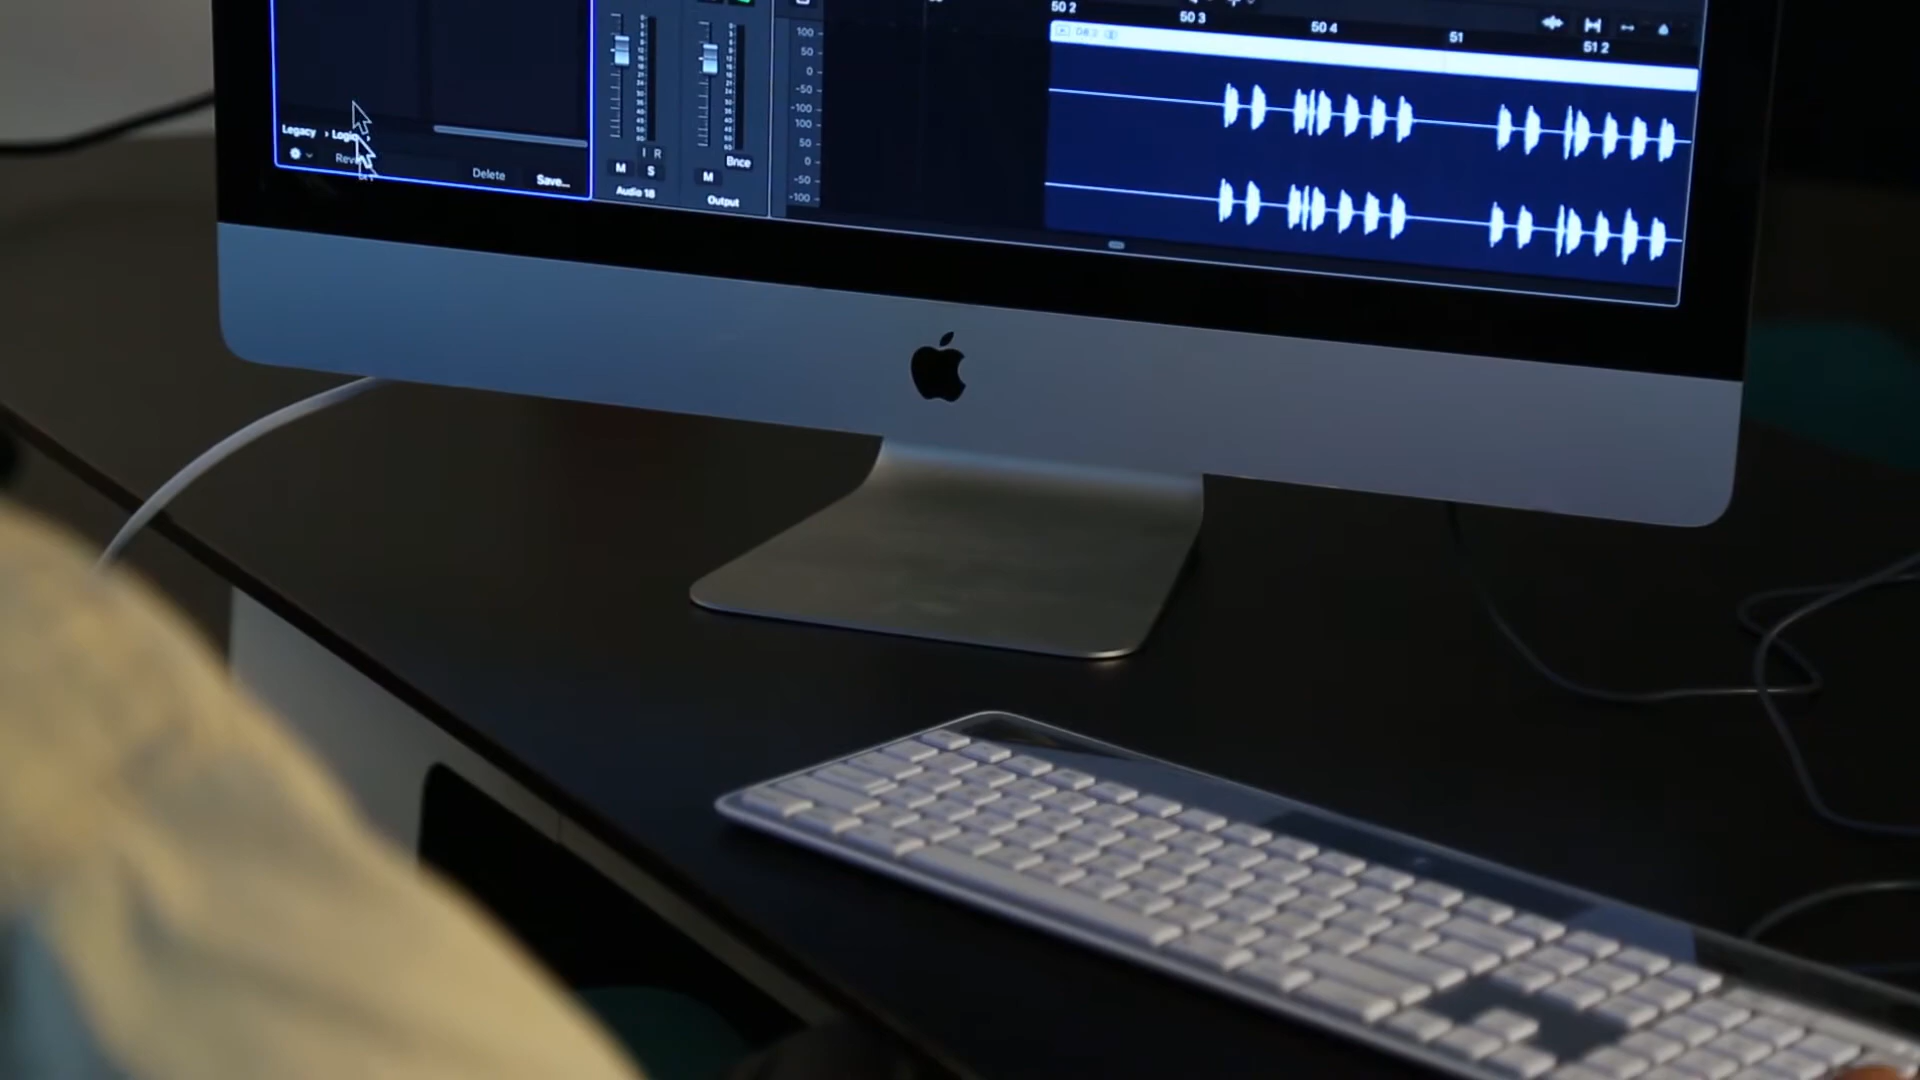 Legacy › Logic
Delete
Save...
I R
M S
Audio 18
Bnce
M
Output
100
50
0
-50
-100
100
50
0
-50
-100
50 2
50 3
50 4
51
51 2